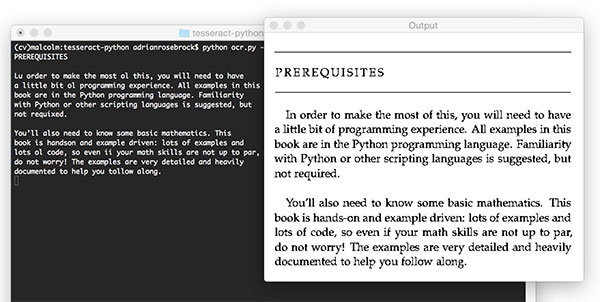 tesseract-python
(cv)malcolm:tesseract-python adrianrosebrock$ python ocr.py -
PREREQUISITES
Lu order to make the most ol this, you will need to have
a little bit ol programming experience. All examples in this
book are in the Python programming language. Familiarity
with Python or other scripting languages is suggested, but
not requixed.
You'll also need to know some basic mathematics. This
book is handson and example driven: lots of examples and
lots ol code, so even ii your math skills are not up to par,
do not worry! The examples are very detailed and heavily
documented to help you follow along.
Output
PREREQUISITES
In order to make the most of this, you will need to have
a little bit of programming experience. All examples in this
book are in the Python programming language. Familiarity
with Python or other scripting languages is suggested, but
not required.
You'll also need to know some basic mathematics. This
book is hands-on and example driven: lots of examples and
lots of code, so even if your math skills are not up to par,
do not worry! The examples are very detailed and heavily
documented to help you follow along.